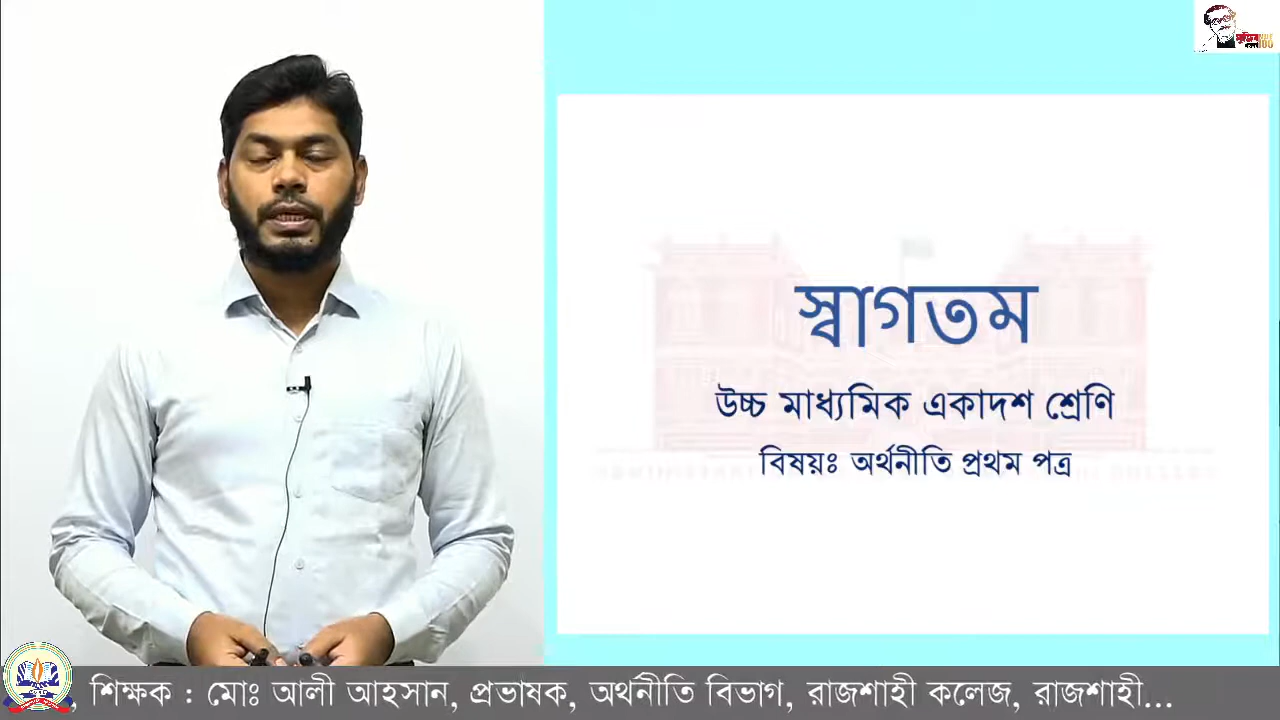 স্বাগতম
উচ্চ মাধ্যমিক একাদশ শ্রেণি
বিষয়ঃ অর্থনীতি প্রথম পত্র
, শিক্ষক : মোঃ আলী আহসান, প্রভাষক, অর্থনীতি বিভাগ, রাজশাহী কলেজ, রাজশাহী...